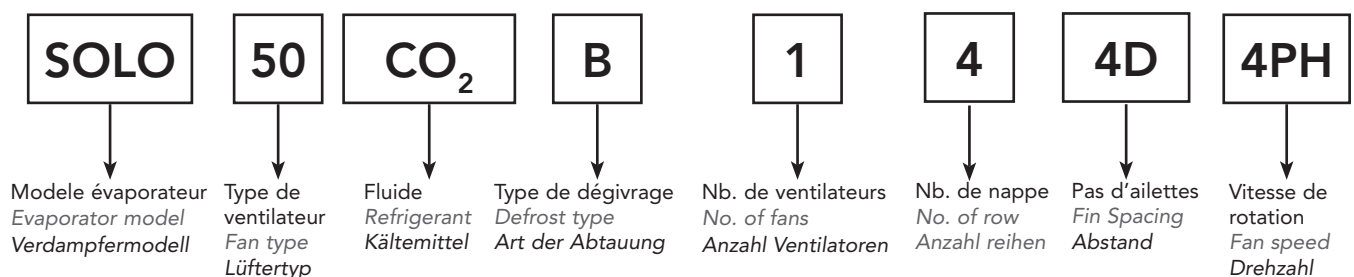 SOLO 50 CO₂ B 1 4 4D 4PH
Modele évaporateur
Evaporator model
Verdampfermodell
Type de
ventilateur
Fan type
Lüftertyp
Fluide
Refrigerant
Kältemittel
Type de dégivrage
Defrost type
Art der Abtauung
Nb. de ventilateurs
No. of fans
Anzahl Ventilatoren
Nb. de nappe
No. of row
Anzahl reihen
Pas d'ailettes
Fin Spacing
Abstand
Vitesse de
rotation
Fan speed
Drehzahl